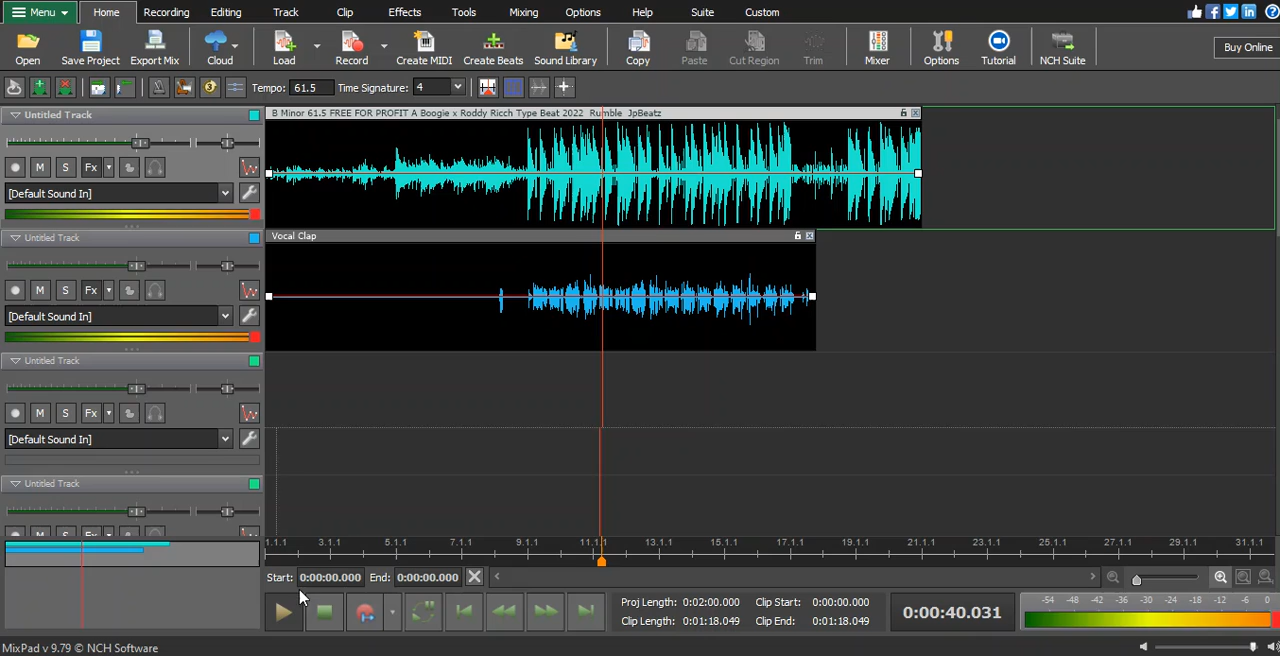 Menu Home Recording Editing Track Clip Effects Tools Mixing Options Help Suite Custom
Open Save Project Export Mix Cloud Load Record Create MIDI Create Beats Sound Library Copy Paste Cut Region Trim Mixer Options Tutorial NCH Suite Buy Online
Tempo: 61.5 Time Signature: 4
Untitled Track B Minor 61.5 FREE FOR PROFIT A Boogie x Roddy Ricch Type Beat 2022 Rumble JpBeatz
M S Fx
[Default Sound In]
Untitled Track Vocal Clap
M S Fx
[Default Sound In]
Untitled Track
M S Fx
[Default Sound In]
Untitled Track
M S Fx
1.1.1 3.1.1 5.1.1 7.1.1 9.1.1 11.1.1 13.1.1 15.1.1 17.1.1 19.1.1 21.1.1 23.1.1 25.1.1 27.1.1 29.1.1 31.1.1
Start: 0:00:00.000 End: 0:00:00.000
Proj Length: 0:02:00.000 Clip Start: 0:00:00.000
Clip Length: 0:01:18.049 Clip End: 0:01:18.049
0:00:40.031
-54 -48 -42 -36 -30 -24 -18 -12 -6 0
MixPad v 9.79 © NCH Software